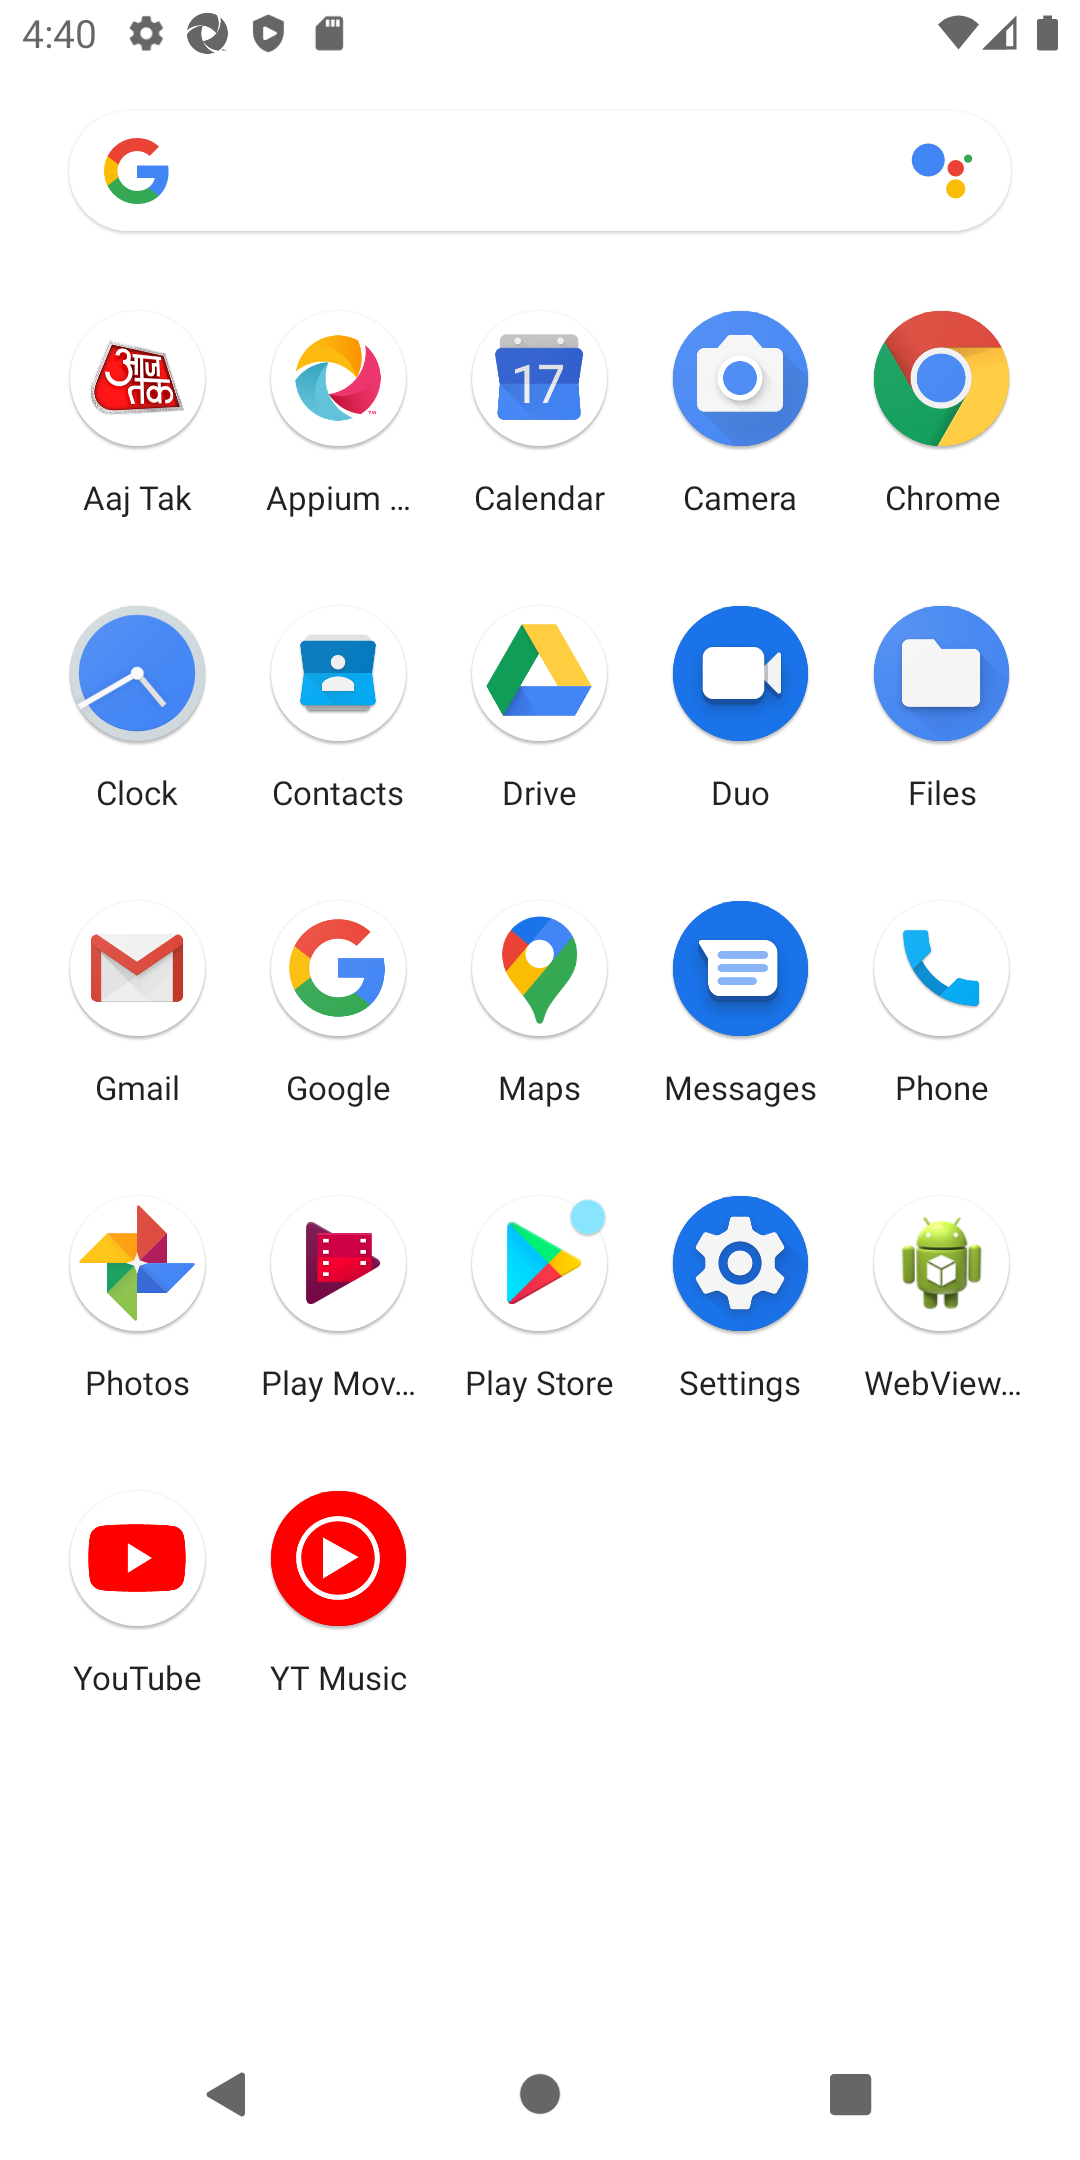 4:40
आज
तक
17
Aaj Tak
Appium ...
Calendar
Camera
Chrome
Clock
Contacts
Drive
Duo
Files
Gmail
Google
Maps
Messages
Phone
Photos
Play Mov...
Play Store
Settings
WebView...
YouTube
YT Music